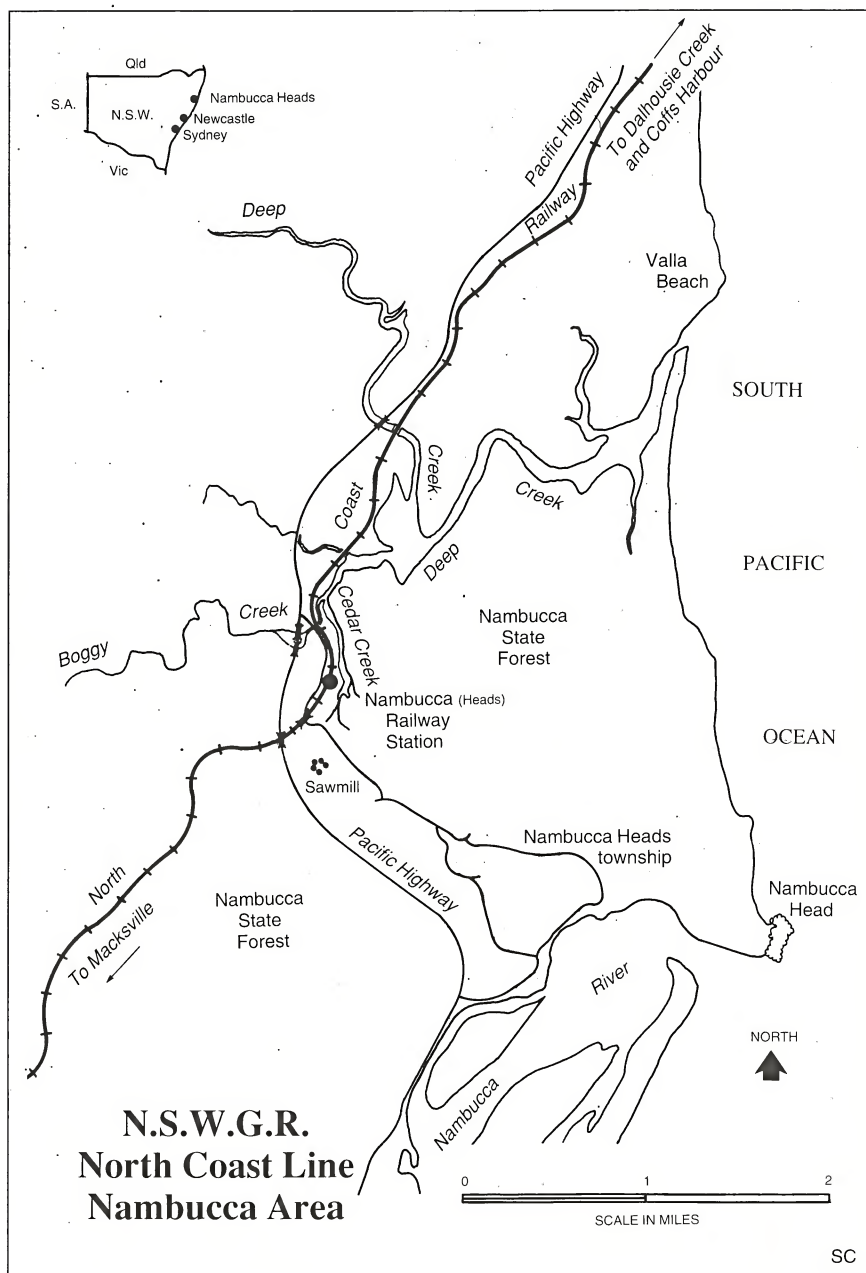 Qld
S.A.
N.S.W.
Nambucca Heads
Newcastle
Sydney
Vic
Pacific Highway
To Dalhousie Creek
and Coffs Harbour
Railway
Deep
Valla
Beach
SOUTH
Creek
Creek
Coast
Deep
PACIFIC
Creek
Boggy
Cedar Creek
Nambucca
State
Forest
Nambucca (Heads)
Railway
Station
OCEAN
Sawmill
Pacific Highway
Nambucca Heads
township
North
To Macksville
Nambucca
State
Forest
Nambucca
Head
River
NORTH
Nambucca
N.S.W.G.R.
North Coast Line
Nambucca Area
0 1 2
SCALE IN MILES
SC